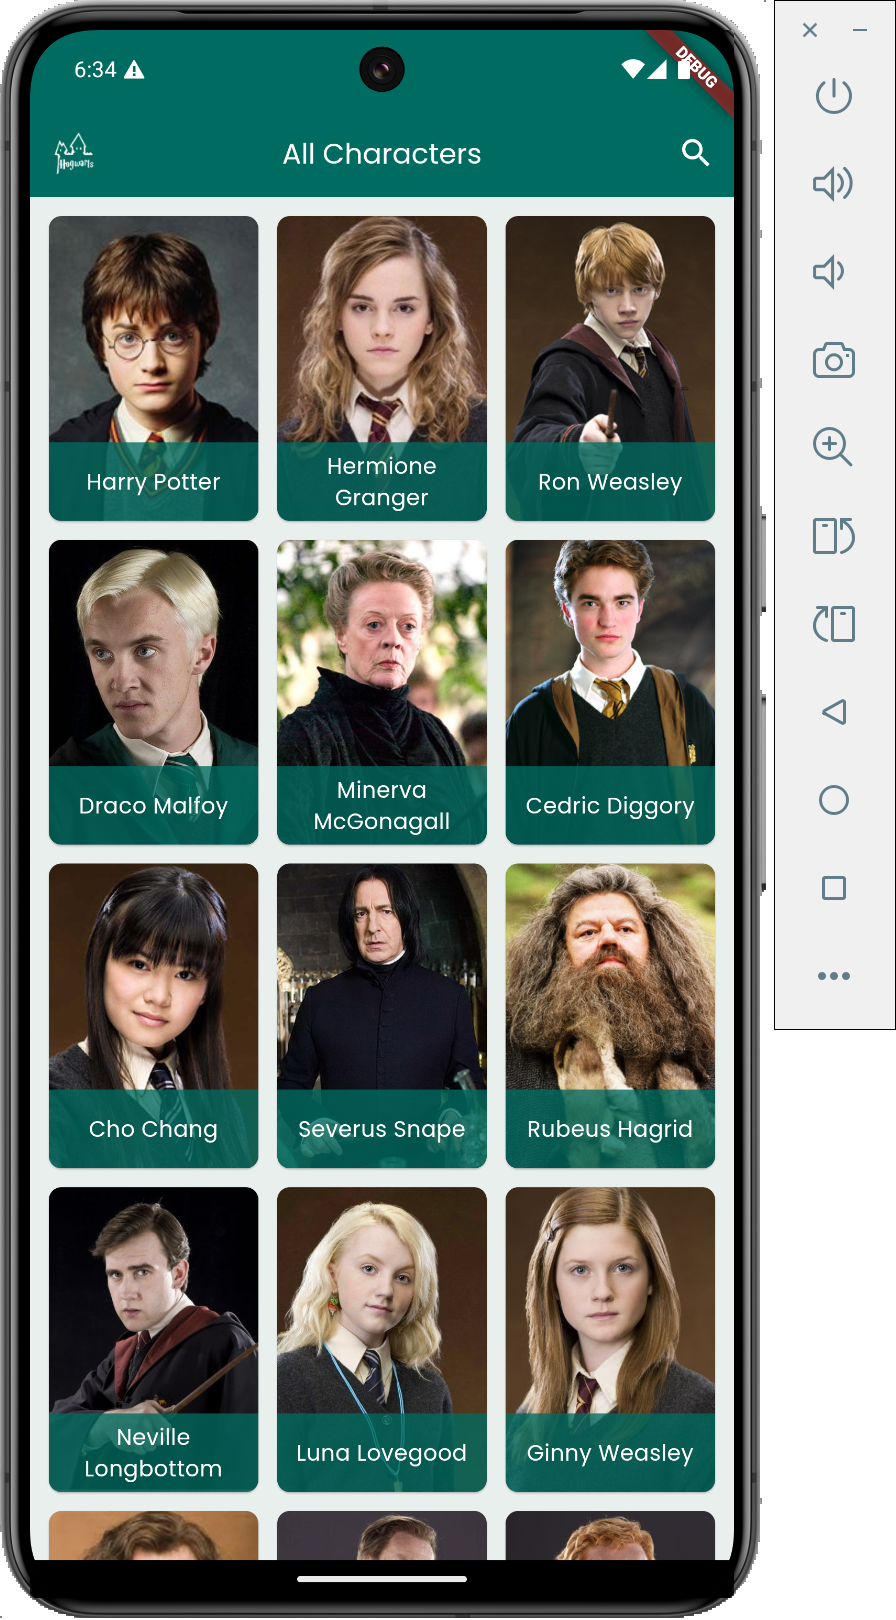 6:34
DEBUG
Hogwarts
All Characters
Harry Potter
Hermione
Granger
Ron Weasley
Draco Malfoy
Minerva
McGonagall
Cedric Diggory
Cho Chang
Severus Snape
Rubeus Hagrid
Neville
Longbottom
Luna Lovegood
Ginny Weasley